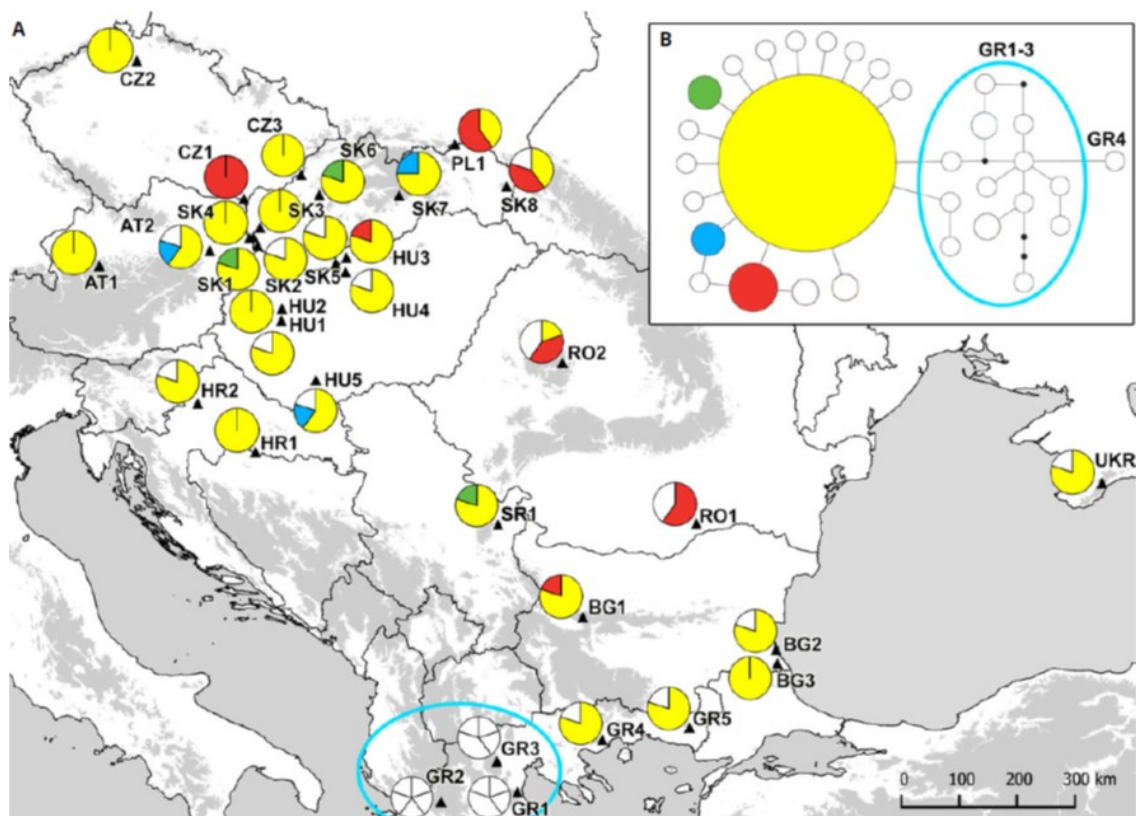 A
B
CZ2
GR1-3
CZ3
SK6
PL1
GR4
CZ1
SK4
SK3
SK7
SK8
AT2
HU3
AT1
SK1
SK2
SK5
HU4
HU2
HU1
RO2
HR2
HU5
HR1
UKR
SR1
RO1
BG1
BG2
BG3
GR4
GR5
GR3
GR2
GR1
0 100 200 300 km